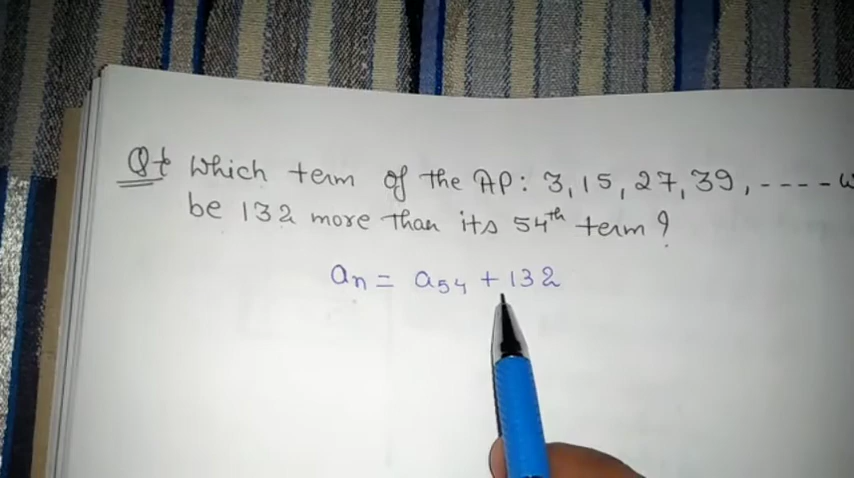 Qt Which term of the AP: 3, 15, 27, 39, ----
be 132 more than its 54th term?
an = a54 + 132